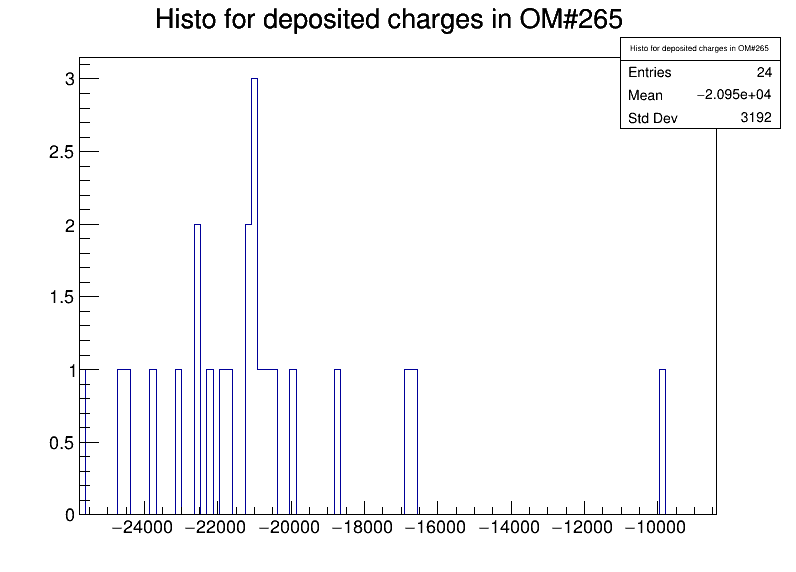 Histo for deposited charges in OM#265
Histo for deposited charges in OM#265
Entries 24
Mean −2.095e+04
Std Dev 3192
3
2.5
2
1.5
1
0.5
0
−24000 −22000 −20000 −18000 −16000 −14000 −12000 −10000